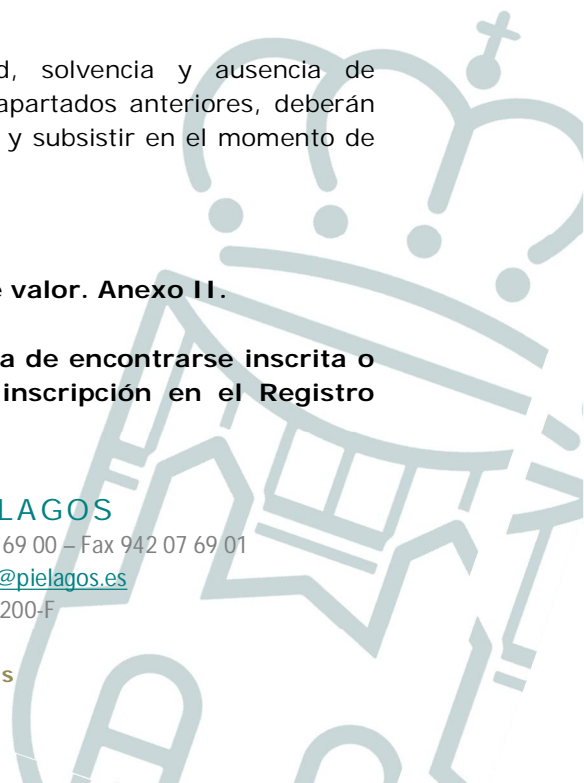 solvencia y ausencia de
apartados anteriores, deberán
y subsistir en el momento de
valor. Anexo II.
de encontrarse inscrita o
inscripción en el Registro
LAGOS
69 00 – Fax 942 07 69 01
@pielagos.es
200-F